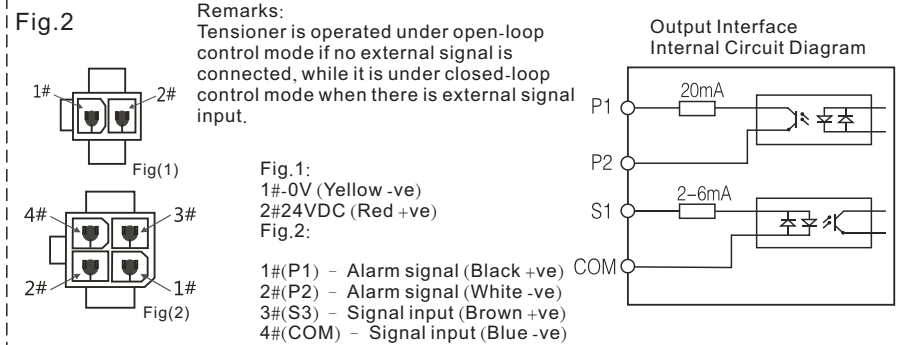 Fig.2
Remarks:
Tensioner is operated under open-loop
control mode if no external signal is
connected, while it is under closed-loop
control mode when there is external signal
input.
1#
2#
Fig(1)
4#
3#
2#
1#
Fig(2)
Fig.1:
1#-0V (Yellow -ve)
2#24VDC (Red +ve)
Fig.2:
1#(P1) - Alarm signal (Black +ve)
2#(P2) - Alarm signal (White -ve)
3#(S3) - Signal input (Brown +ve)
4#(COM) - Signal input (Blue -ve)
Output Interface
Internal Circuit Diagram
P1
20mA
P2
S1
2-6mA
COM